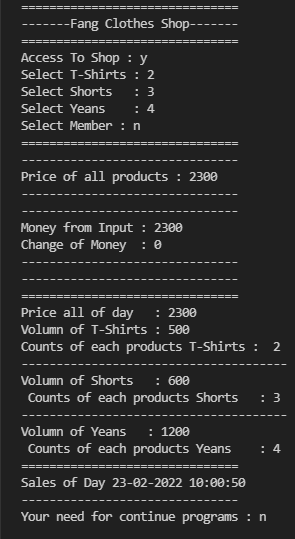 ==============================
-------Fang Clothes Shop-------
==============================
Access To Shop : y
Select T-Shirts : 2
Select Shorts   : 3
Select Yeans    : 4
Select Member : n
==============================
------------------------------
Price of all products : 2300
------------------------------
------------------------------
Money from Input : 2300
Change of Money  : 0
------------------------------
------------------------------
==============================
Price all of day   : 2300
Volumn of T-Shirts : 500
Counts of each products T-Shirts :  2
-------------------------------------
Volumn of Shorts   : 600
 Counts of each products Shorts   : 3
-------------------------------------
Volumn of Yeans   : 1200
 Counts of each products Yeans    : 4
==============================
Sales of Day 23-02-2022 10:00:50
------------------------------
Your need for continue programs : n